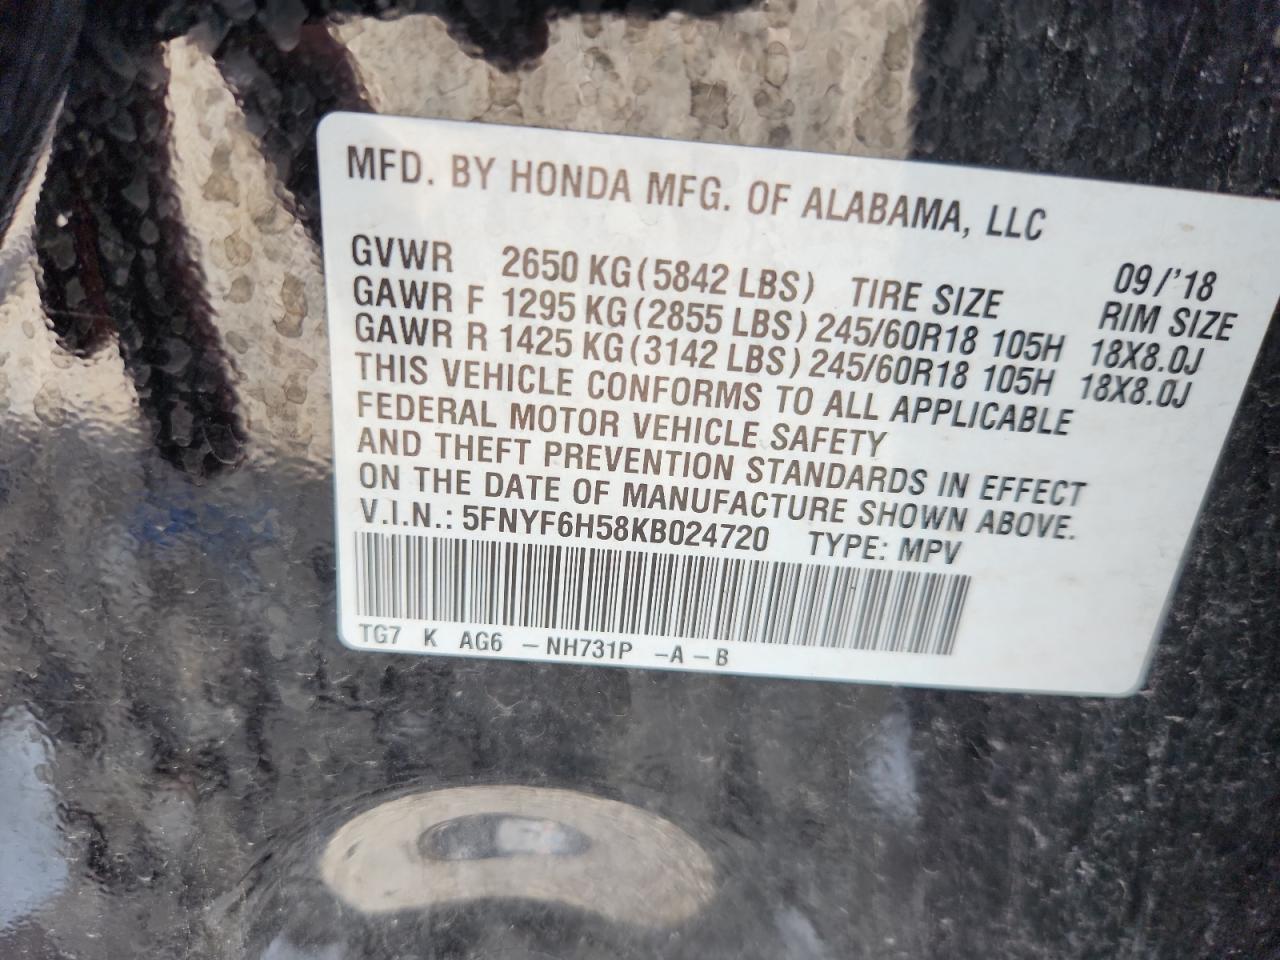 MFD. BY HONDA MFG. OF ALABAMA, LLC
09/'18
GVWR 2650 KG (5842 LBS) TIRE SIZE RIM SIZE
GAWR F 1295 KG (2855 LBS) 245/60R18 105H 18X8.0J
GAWR R 1425 KG (3142 LBS) 245/60R18 105H 18X8.0J
THIS VEHICLE CONFORMS TO ALL APPLICABLE
FEDERAL MOTOR VEHICLE SAFETY
AND THEFT PREVENTION STANDARDS IN EFFECT
ON THE DATE OF MANUFACTURE SHOWN ABOVE.
V.I.N.: 5FNYF6H58KB024720 TYPE: MPV
TG7 K AG6 - NH731P - A - B